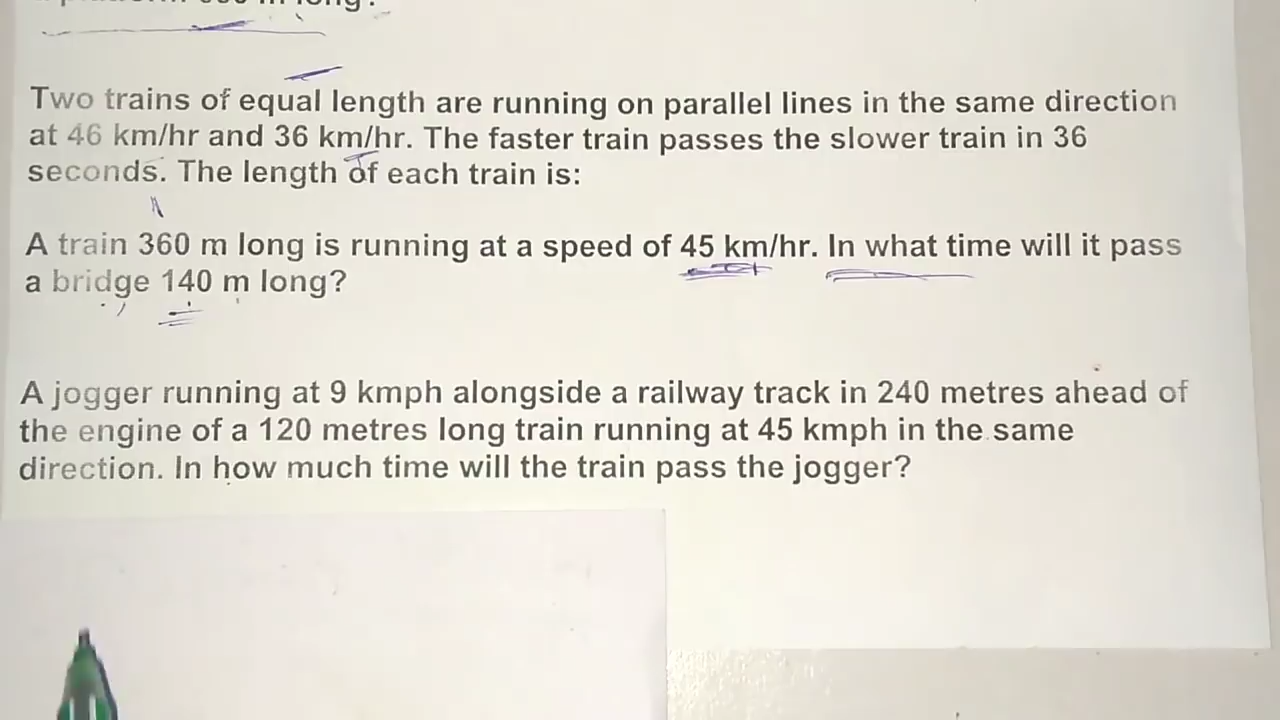 long?
Two trains of equal length are running on parallel lines in the same direction
at 46 km/hr and 36 km/hr. The faster train passes the slower train in 36
seconds. The length of each train is:
A train 360 m long is running at a speed of 45 km/hr. In what time will it pass
a bridge 140 m long?
A jogger running at 9 kmph alongside a railway track in 240 metres ahead of
the engine of a 120 metres long train running at 45 kmph in the same
direction. In how much time will the train pass the jogger?